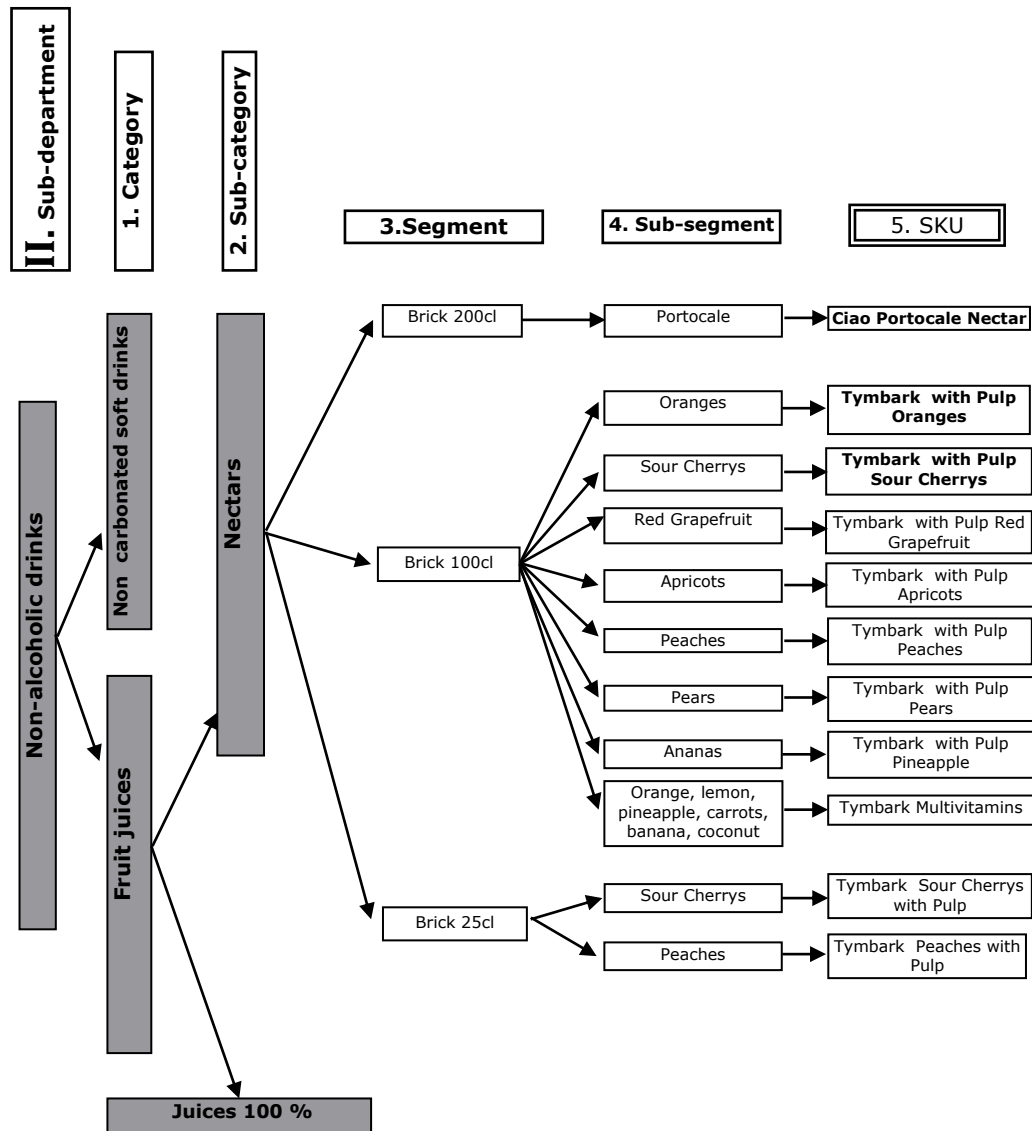 II. Sub-department
1. Category
2. Sub-category
3.Segment
4. Sub-segment
5. SKU
Non-alcoholic drinks
Non carbonated soft drinks
Fruit juices
Nectars
Juices 100 %
Brick 200cl
Portocale
Ciao Portocale Nectar
Brick 100cl
Oranges
Tymbark with Pulp
Oranges
Sour Cherrys
Tymbark with Pulp
Sour Cherrys
Red Grapefruit
Tymbark with Pulp Red
Grapefruit
Apricots
Tymbark with Pulp
Apricots
Peaches
Tymbark with Pulp
Peaches
Pears
Tymbark with Pulp
Pears
Ananas
Tymbark with Pulp
Pineapple
Orange, lemon,
pineapple, carrots,
banana, coconut
Tymbark Multivitamins
Brick 25cl
Sour Cherrys
Tymbark Sour Cherrys
with Pulp
Peaches
Tymbark Peaches with
Pulp